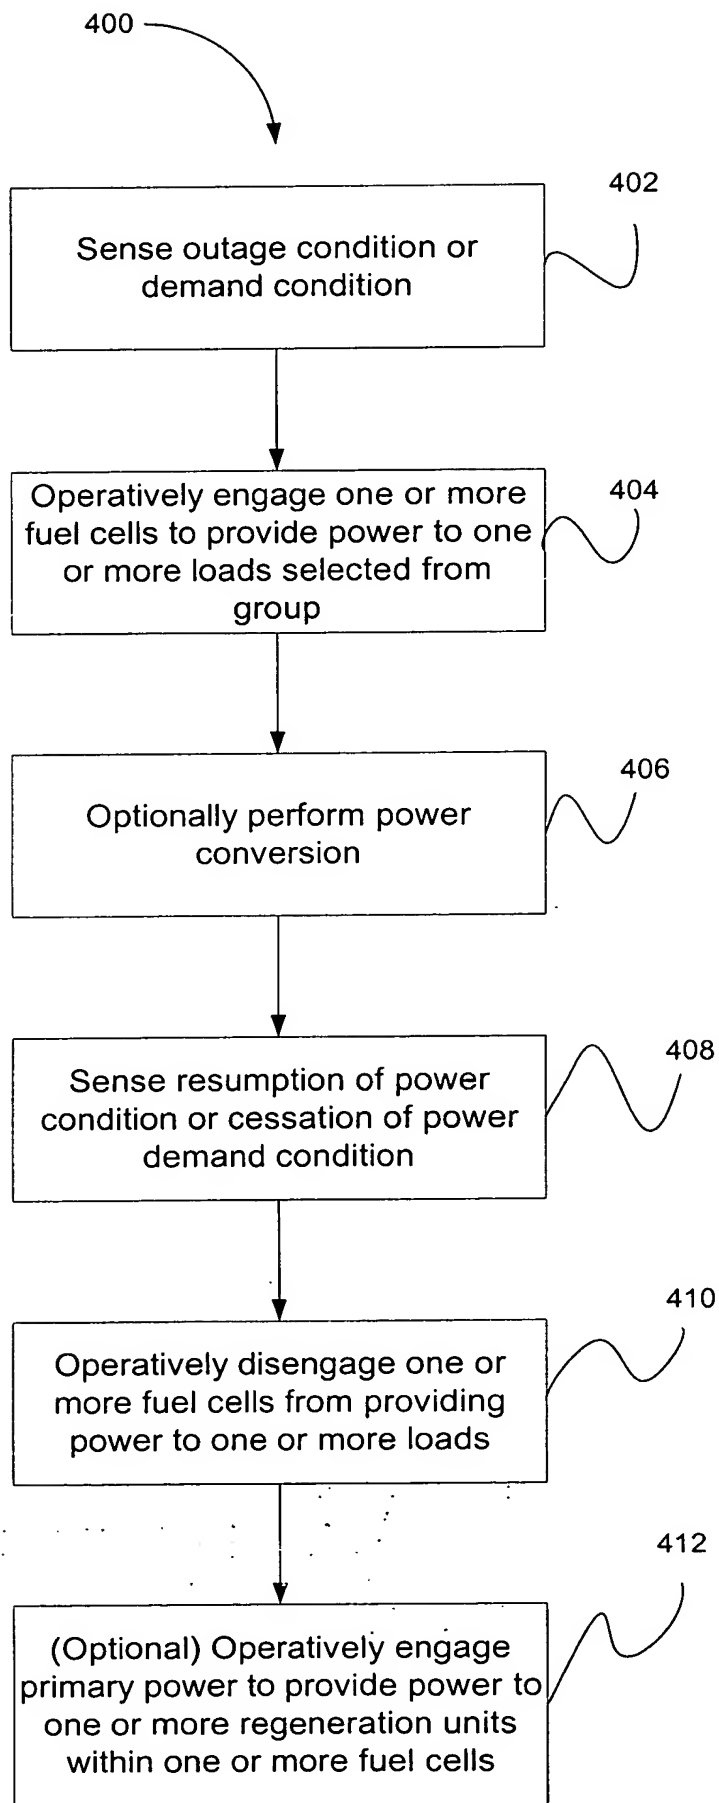 400
402
Sense outage condition or
demand condition
404
Operatively engage one or more
fuel cells to provide power to one
or more loads selected from
group
406
Optionally perform power
conversion
408
Sense resumption of power
condition or cessation of power
demand condition
410
Operatively disengage one or
more fuel cells from providing
power to one or more loads
412
(Optional) Operatively engage
primary power to provide power to
one or more regeneration units
within one or more fuel cells